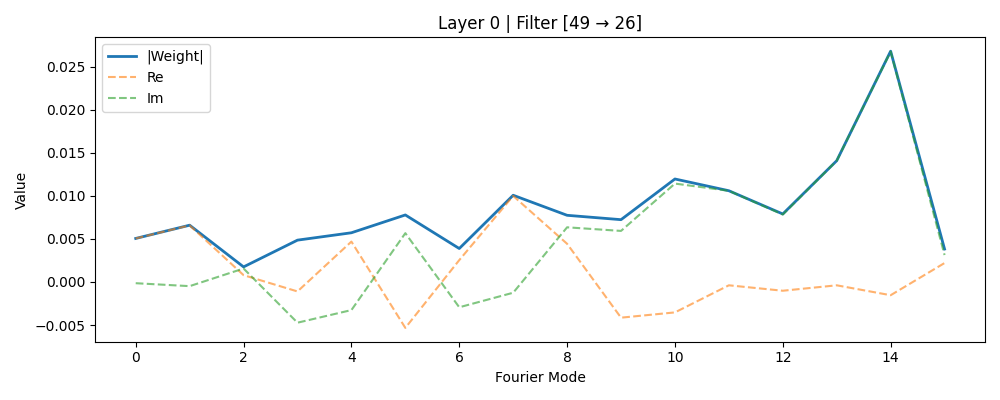 Layer 0 | Filter [49 → 26]
|Weight|
Re
Im
Value
0.025
0.020
0.015
0.010
0.005
0.000
−0.005
0 2 4 6 8 10 12 14
Fourier Mode